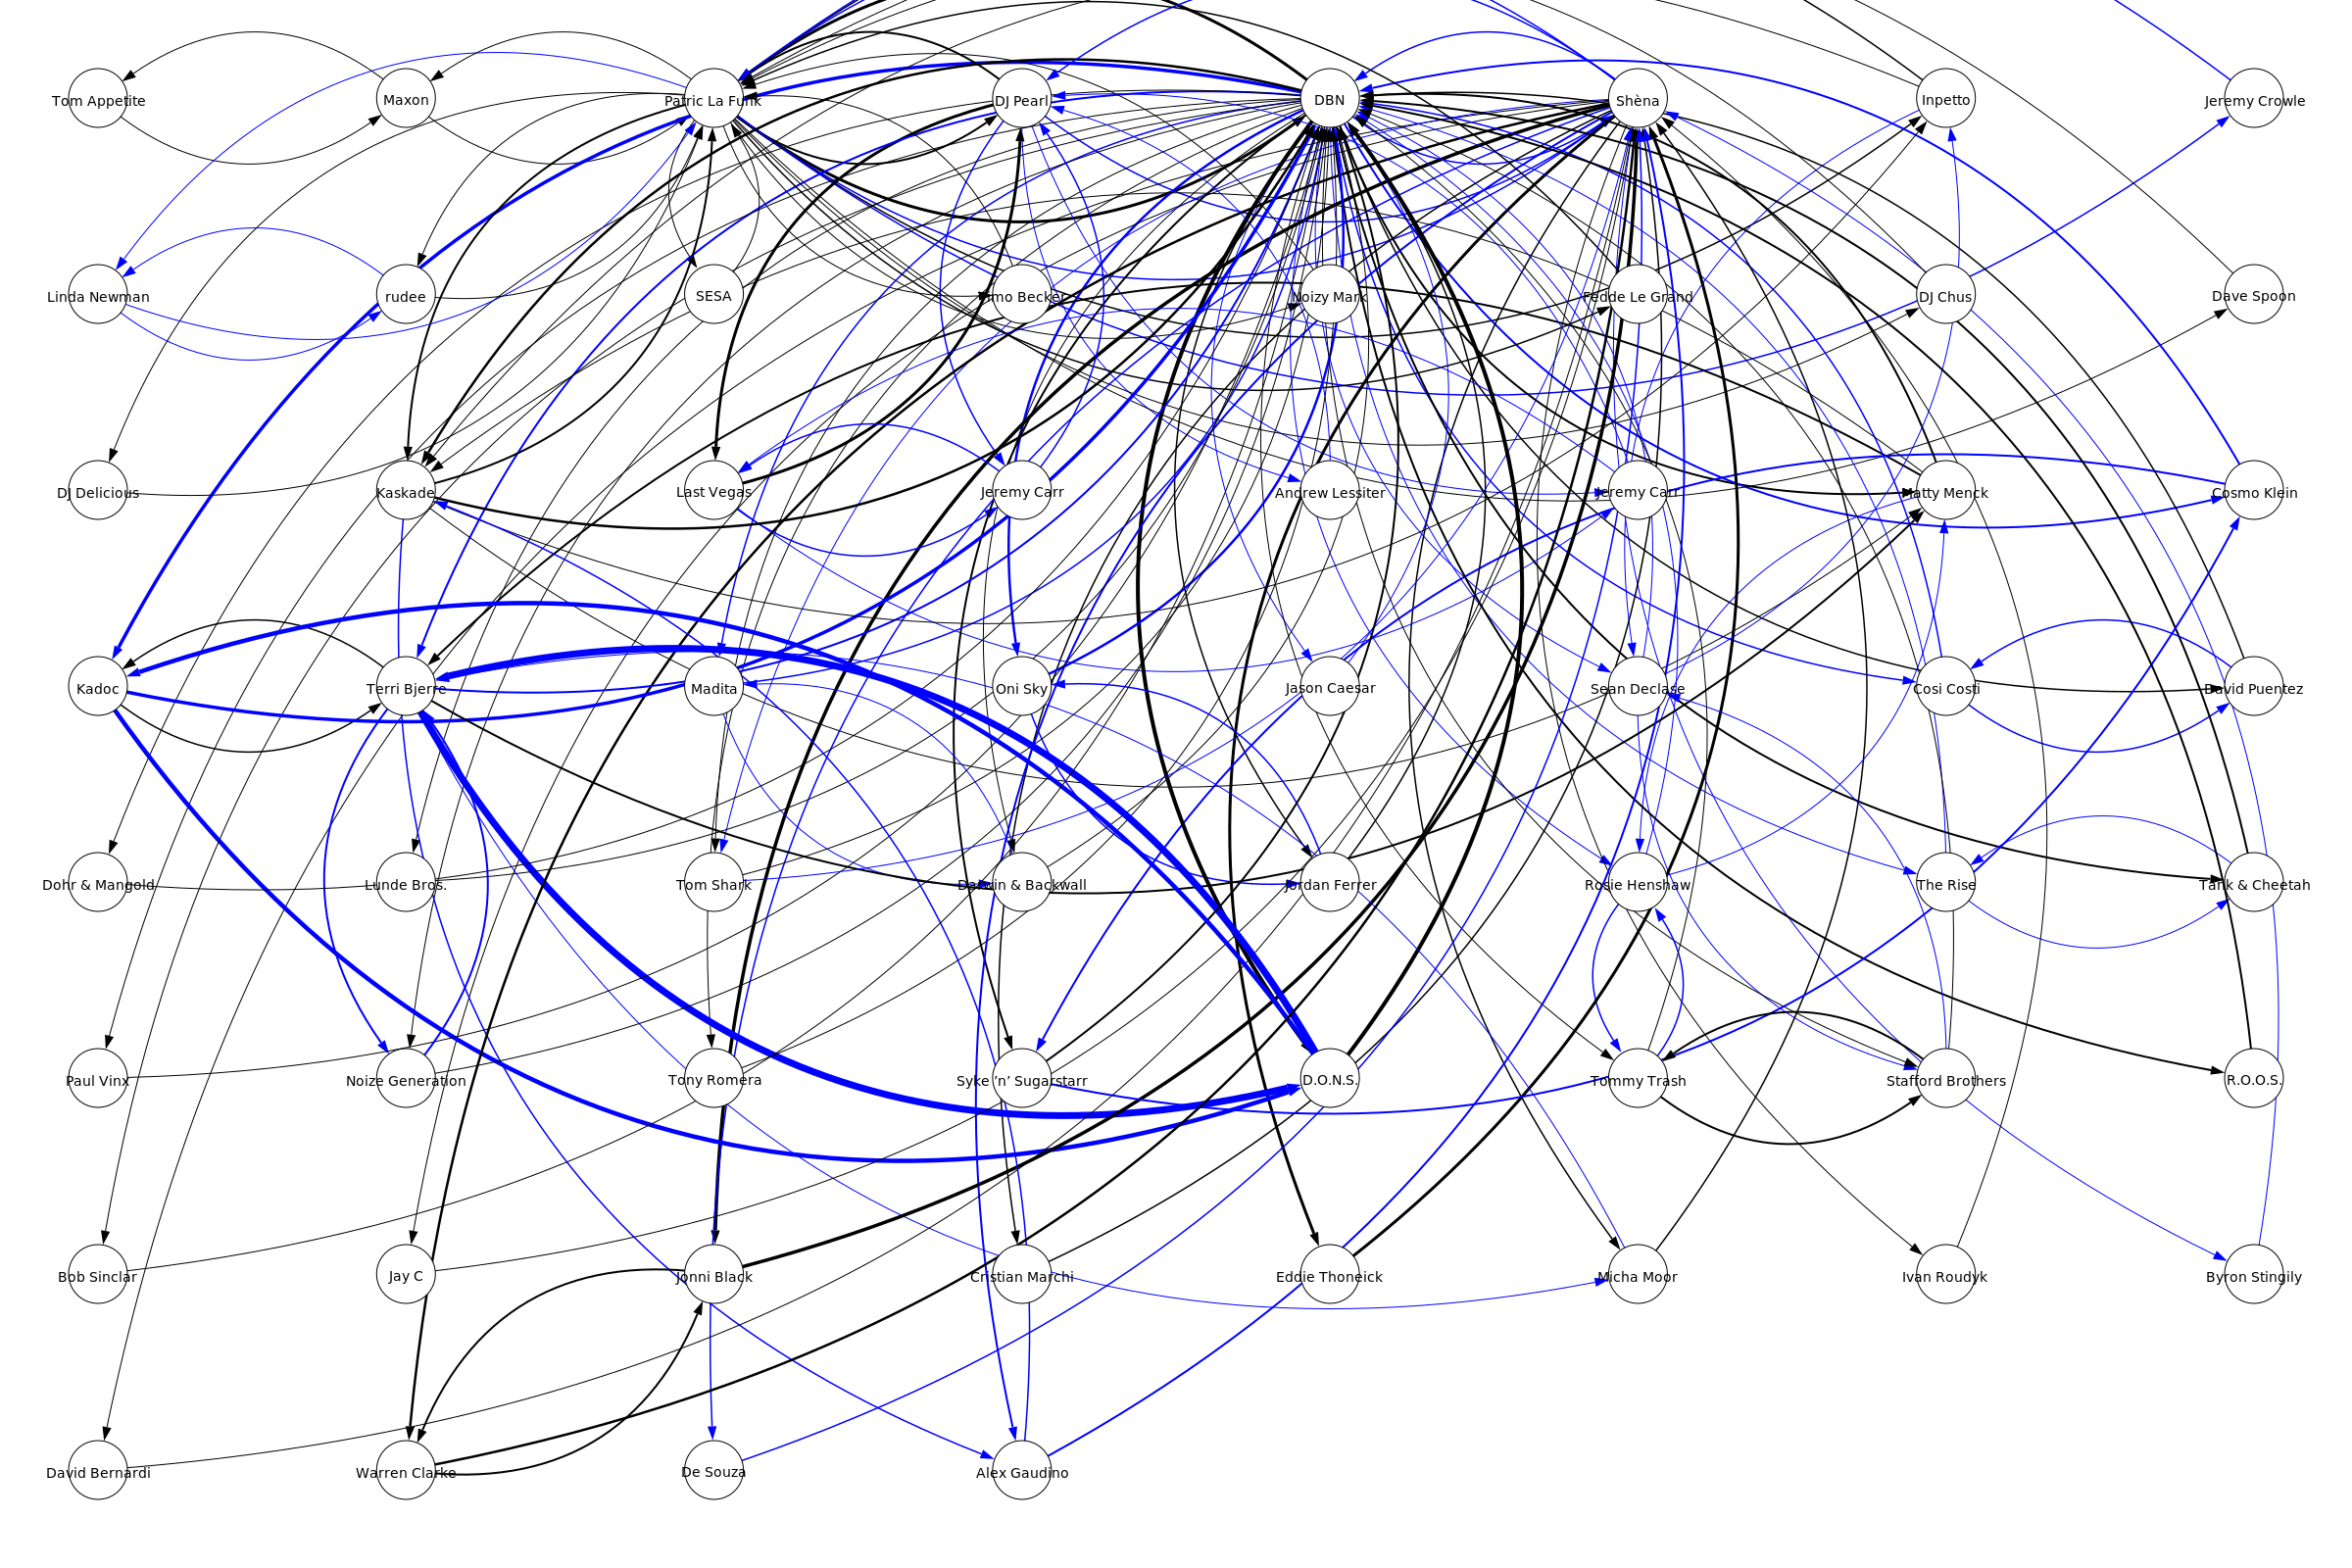 Tom Appetite
Maxon
Patric La Funk
DJ Pearl
DBN
Shèna
Inpetto
Jeremy Crowle
Linda Newman
rudee
SESA
Timo Becker
Noizy Mark
Fedde Le Grand
DJ Chus
Dave Spoon
DJ Delicious
Kaskade
Last Vegas
Jeremy Carr
Andrew Lessiter
Jeremy Carr
Matty Menck
Cosmo Klein
Kadoc
Terri Bjerre
Madita
Oni Sky
Jason Caesar
Sean Declase
Cosi Costi
David Puentez
Dohr & Mangold
Lunde Bros.
Tom Shark
Darwin & Backwall
Jordan Ferrer
Rosie Henshaw
The Rise
Tank & Cheetah
Paul Vinx
Noize Generation
Tony Romera
Syke ’n’ Sugarstarr
D.O.N.S.
Tommy Trash
Stafford Brothers
R.O.O.S.
Bob Sinclar
Jay C
Jonni Black
Cristian Marchi
Eddie Thoneick
Micha Moor
Ivan Roudyk
Byron Stingily
David Bernardi
Warren Clarke
De Souza
Alex Gaudino